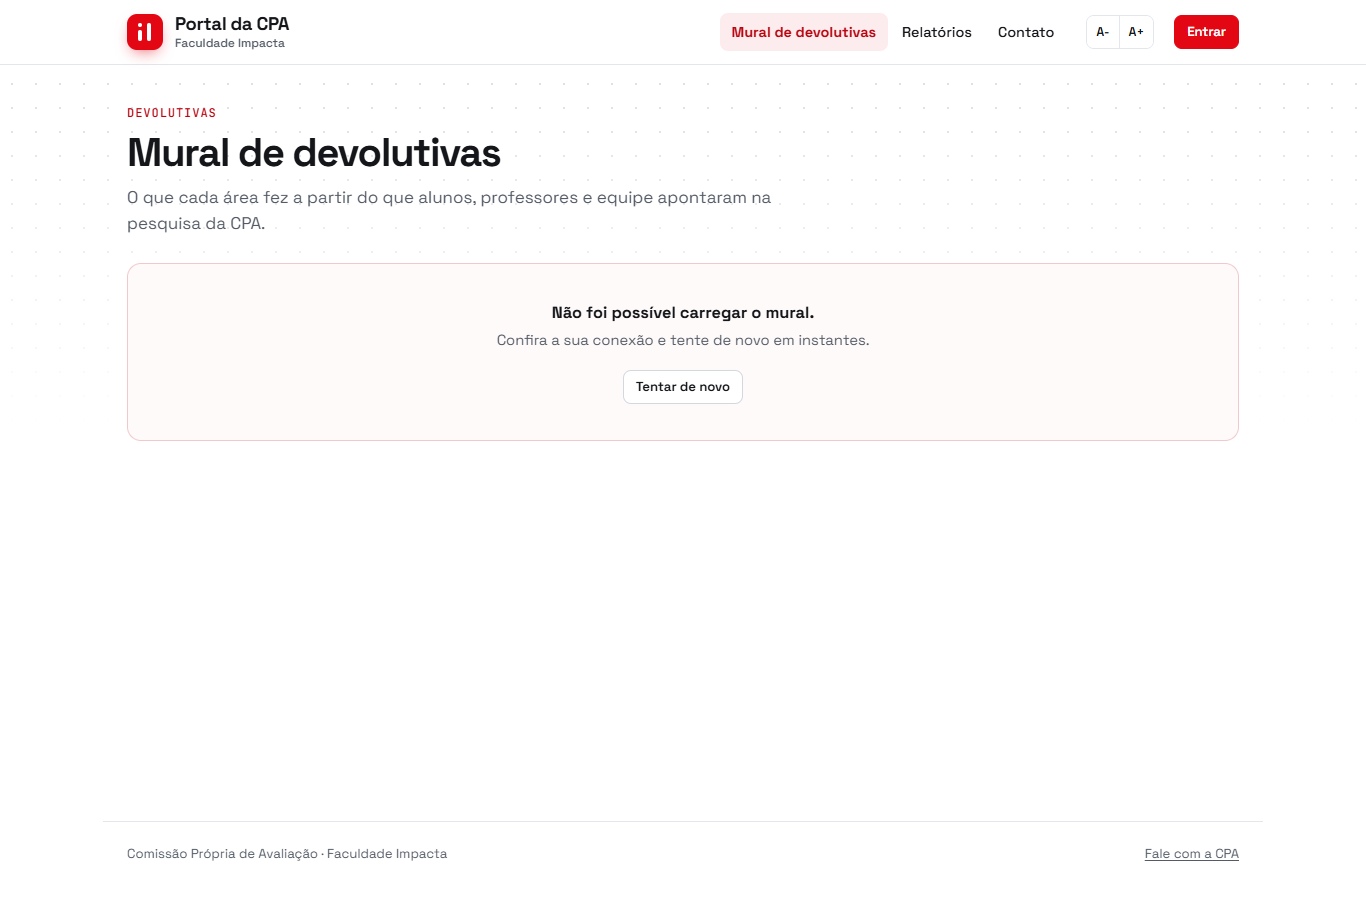 Portal da CPA
Faculdade Impacta
Mural de devolutivas
Relatórios
Contato
A-
A+
Entrar
DEVOLUTIVAS
Mural de devolutivas
O que cada área fez a partir do que alunos, professores e equipe apontaram na
pesquisa da CPA.
Não foi possível carregar o mural.
Confira a sua conexão e tente de novo em instantes.
Tentar de novo
Comissão Própria de Avaliação · Faculdade Impacta
Fale com a CPA